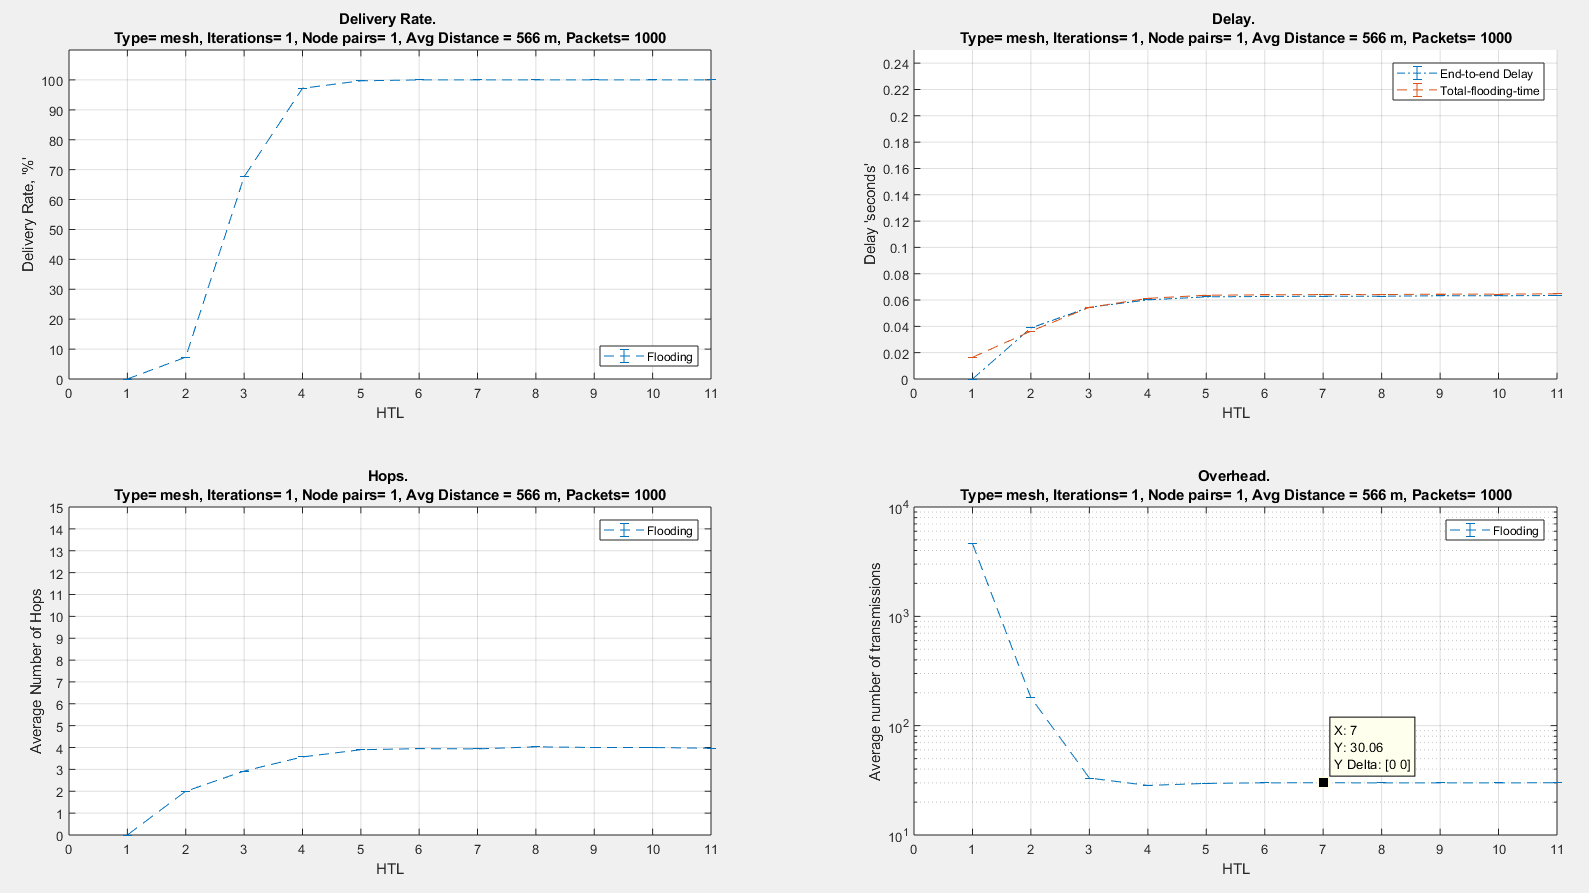 Delivery Rate.
Type= mesh, Iterations= 1, Node pairs= 1, Avg Distance = 566 m, Packets= 1000
100
90
80
70
60
50
40
30
20
10
0
Delivery Rate, '%'
Flooding
0 1 2 3 4 5 6 7 8 9 10 11
HTL
Delay.
Type= mesh, Iterations= 1, Node pairs= 1, Avg Distance = 566 m, Packets= 1000
0.24
0.22
0.2
0.18
0.16
0.14
0.12
0.1
0.08
0.06
0.04
0.02
0
Delay 'seconds'
End-to-end Delay
Total-flooding-time
0 1 2 3 4 5 6 7 8 9 10 11
HTL
Hops.
Type= mesh, Iterations= 1, Node pairs= 1, Avg Distance = 566 m, Packets= 1000
15
14
13
12
11
10
9
8
7
6
5
4
3
2
1
0
Average Number of Hops
Flooding
0 1 2 3 4 5 6 7 8 9 10 11
HTL
Overhead.
Type= mesh, Iterations= 1, Node pairs= 1, Avg Distance = 566 m, Packets= 1000
10^4
10^3
10^2
10^1
Average number of transmissions
Flooding
X: 7
Y: 30.06
Y Delta: [0 0]
0 1 2 3 4 5 6 7 8 9 10 11
HTL